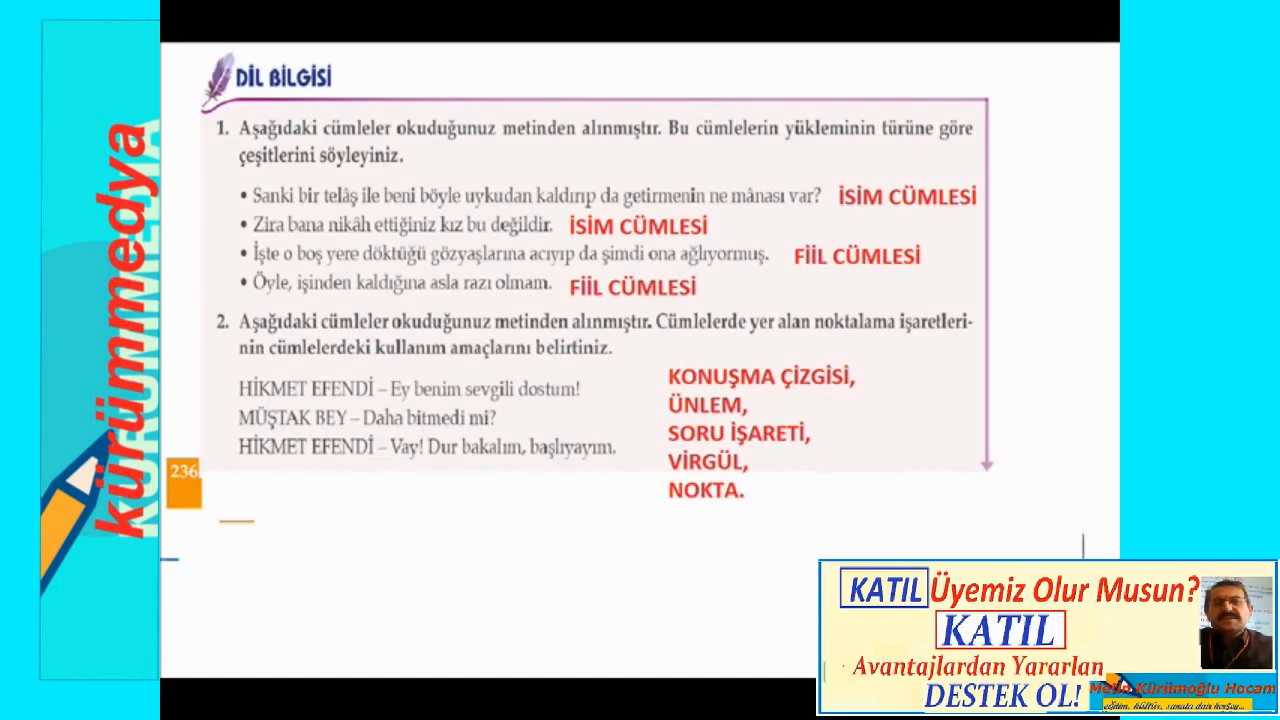 DİL BİLGİSİ
1. Aşağıdaki cümleler okuduğunuz metinden alınmıştır. Bu cümlelerin yükleminin türüne göre
çeşitlerini söyleyiniz.
• Sanki bir telâş ile beni böyle uykudan kaldırıp da getirmenin ne mânası var? İSİM CÜMLESİ
• Zira bana nikâh ettiğiniz kız bu değildir. İSİM CÜMLESİ
• İşte o boş yere döktüğü gözyaşlarına acıyıp da şimdi ona ağlıyormuş. FİİL CÜMLESİ
• Öyle, işinden kaldığına asla razı olmam. FİİL CÜMLESİ
2. Aşağıdaki cümleler okuduğunuz metinden alınmıştır. Cümlelerde yer alan noktalama işaretleri-
nin cümlelerdeki kullanım amaçlarını belirtiniz.
HİKMET EFENDİ – Ey benim sevgili dostum!
MÜŞTAK BEY – Daha bitmedi mi?
HİKMET EFENDİ – Vay! Dur bakalım, başlıyayım.
KONUŞMA ÇİZGİSİ,
ÜNLEM,
SORU İŞARETİ,
VİRGÜL,
NOKTA.
236
kürümmedya
KATIL Üyemiz Olur Musun?
KATIL
Avantajlardan Yararlan
DESTEK OL!
Metin Kürümoğlu Hocam
eğitim, kültür, sanata dair herşey...